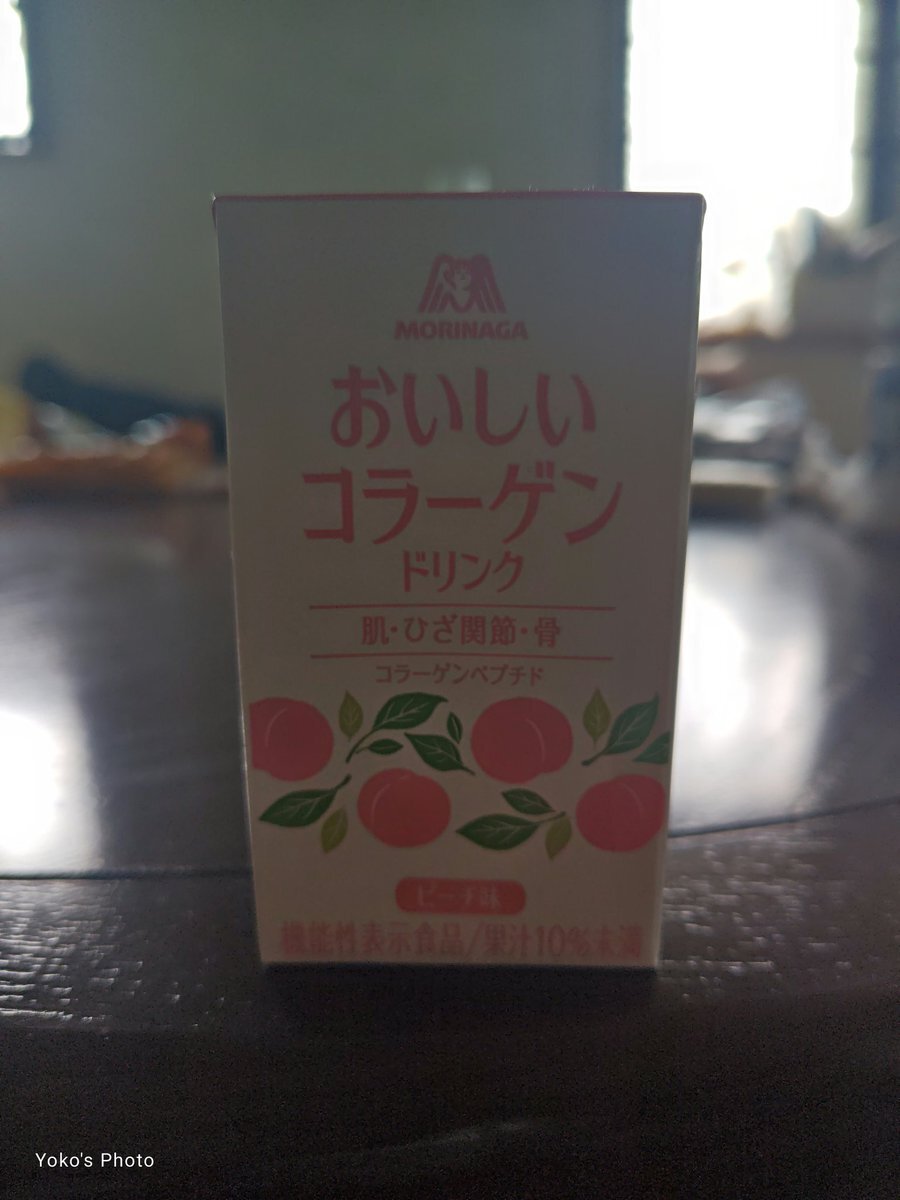 MORINAGA
おいしい
コラーゲン
ドリンク
肌・ひざ関節・骨
コラーゲンペプチド
ピーチ味
機能性表示食品/果汁10%未満
Yoko's Photo